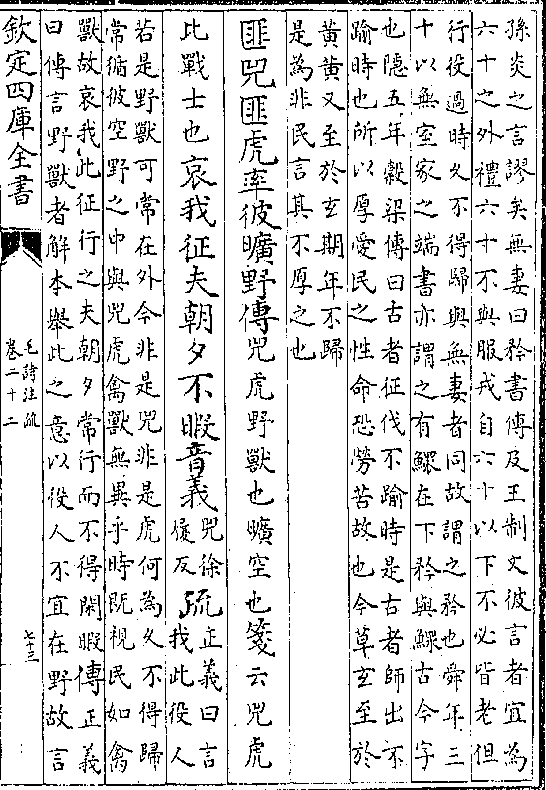 孫炎之言謬矣無妻曰矜書傳及王制文彼言者宜為
六十之外禮六十不與服戎自六十以下不必皆老但
行役過時久不得歸與無妻者同故謂之矜也舜年三
十以無室家之端書亦謂之有鰥在下矜與鰥古今字
也隱五年榖梁傳曰古者征伐不踰時是古者師出不
踰時也所以厚愛民之性命恐勞苦故也今草玄至於
黃黃又至於玄期年不歸
是為非民言其不厚之也
匪兕匪虎率彼曠野傳兕虎野獸也曠空也箋云兕虎
比戰士也哀我征夫朝夕不暇音義兕徐
履反疏正義曰言
我此役人
若是野獸可常在外今非是兕非是虎何為久不得歸
常循彼空野之中與兕虎禽獸無異乎時既視民如禽
獸故哀我此征行之夫朝夕常行而不得閑暇傳正義
曰傳言野獸者解本舉此之意以役人不宜在野故言
欽定四庫全書
毛詩注疏
卷二十二
七十三